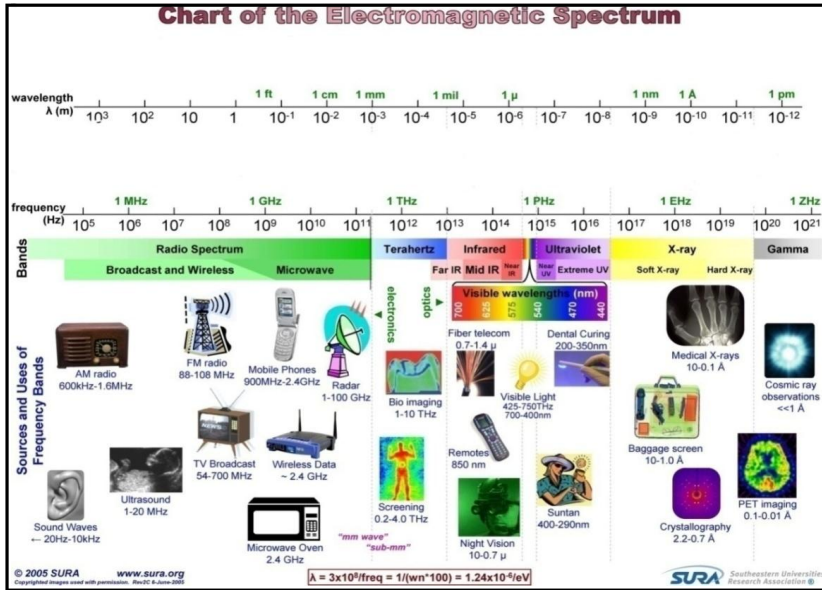 Chart of the Electromagnetic Spectrum
1 ft 1 cm 1 mm 1 mil 1 µ 1 nm 1 Å 1 pm
wavelength
λ (m)
10³ 10² 10 1 10⁻¹ 10⁻² 10⁻³ 10⁻⁴ 10⁻⁵ 10⁻⁶ 10⁻⁷ 10⁻⁸ 10⁻⁹ 10⁻¹⁰ 10⁻¹¹ 10⁻¹²
1 MHz 1 GHz 1 THz 1 PHz 1 EHz 1 ZHz
frequency
(Hz)
10⁵ 10⁶ 10⁷ 10⁸ 10⁹ 10¹⁰ 10¹¹ 10¹² 10¹³ 10¹⁴ 10¹⁵ 10¹⁶ 10¹⁷ 10¹⁸ 10¹⁹ 10²⁰ 10²¹
Bands
Radio Spectrum Terahertz Infrared Ultraviolet X-ray Gamma
Broadcast and Wireless Microwave Far IR Mid IR Near IR Near UV Extreme UV Soft X-ray Hard X-ray
electronics
optics
Visible wavelengths (nm)
700 625 575 540 470 440
Sources and Uses of
Frequency Bands
AM radio
600kHz-1.6MHz
FM radio
88-108 MHz
Mobile Phones
900MHz-2.4GHz
Radar
1-100 GHz
Bio imaging
1-10 THz
Fiber telecom
0.7-1.4 µ
Dental Curing
200-350nm
Visible Light
425-750THz
700-400nm
Medical X-rays
10-0.1 Å
Cosmic ray
observations
<<1 Å
Sound Waves
← 20Hz-10kHz
Ultrasound
1-20 MHz
NEWS
TV Broadcast
54-700 MHz
Wireless Data
~ 2.4 GHz
Microwave Oven
2.4 GHz
"mm wave"
"sub-mm"
Screening
0.2-4.0 THz
Remotes
850 nm
Night Vision
10-0.7 µ
Suntan
400-290nm
Baggage screen
10-1.0 Å
Crystallography
2.2-0.7 Å
PET imaging
0.1-0.01 Å
© 2005 SURA www.sura.org
Copyrighted images used with permission. Rev2C 6-June-2005
λ = 3x10⁸/freq = 1/(wn*100) = 1.24x10⁻⁶/eV
SURA Southeastern Universities
Research Association ®